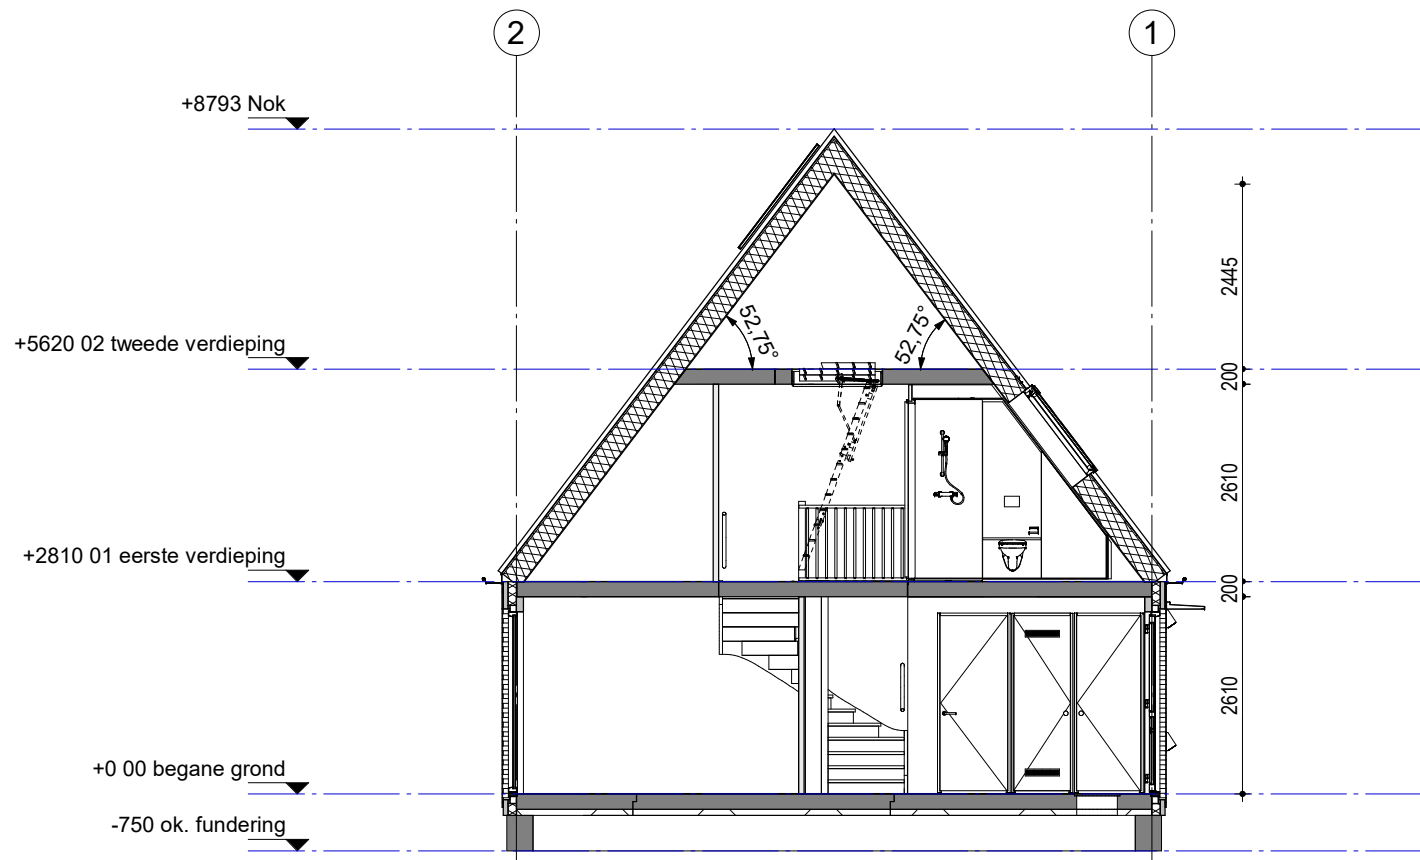 2
1
+8793 Nok
2445
52,75°
52,75°
+5620 02 tweede verdieping
200
2610
+2810 01 eerste verdieping
200
2610
+0 00 begane grond
-750 ok. fundering